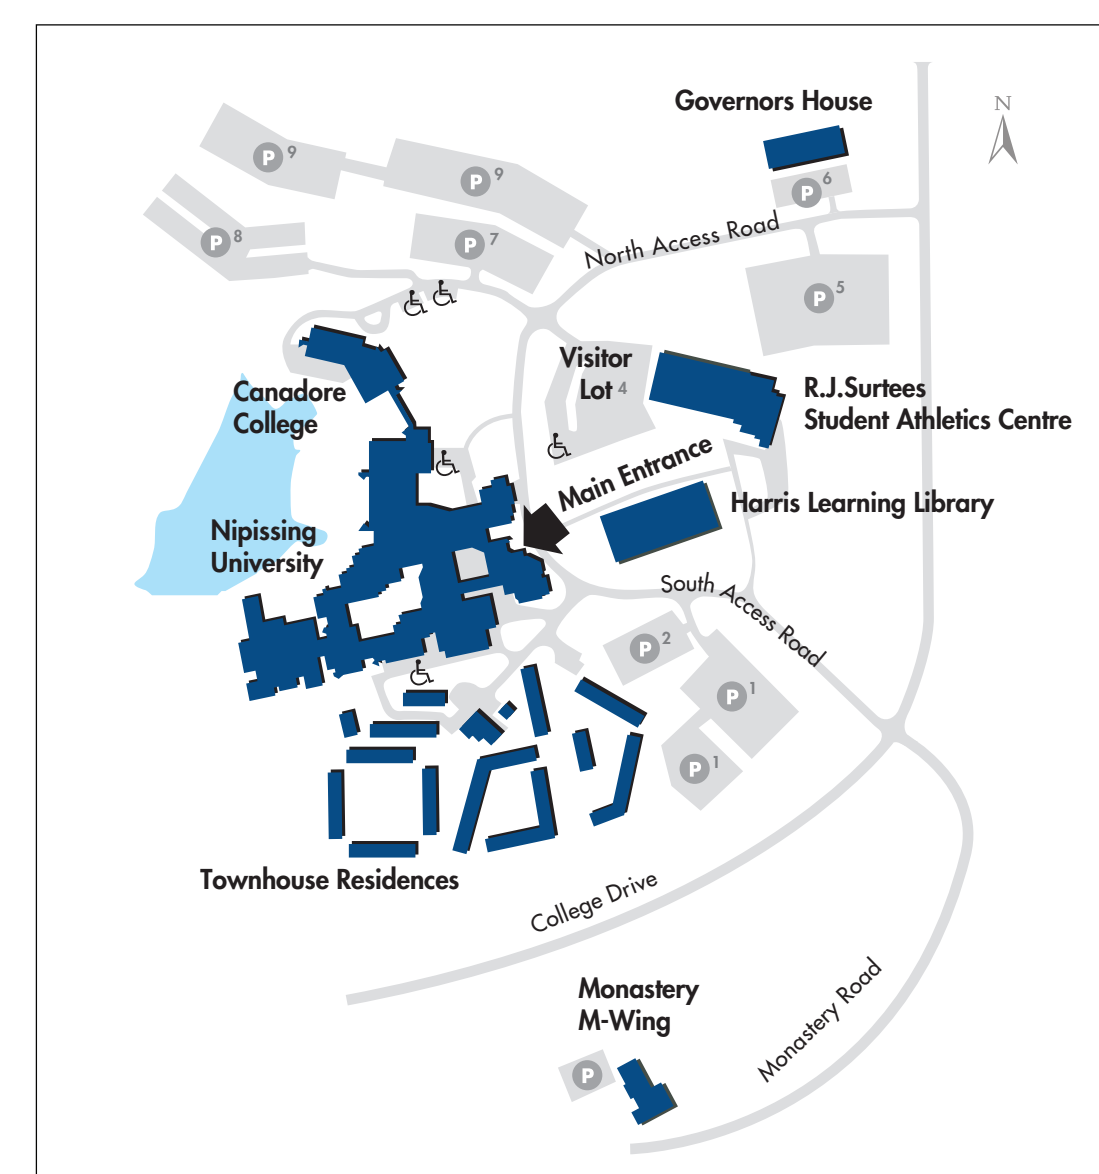 Governors House
N
P 9
P 9
P 6
P 8
P 7
North Access Road
P 5
Visitor
Lot 4
Canadore
College
R.J.Surtees
Student Athletics Centre
Main Entrance
Harris Learning Library
Nipissing
University
South Access Road
P 2
P 1
P 1
Townhouse Residences
College Drive
Monastery
M-Wing
Monastery Road
P